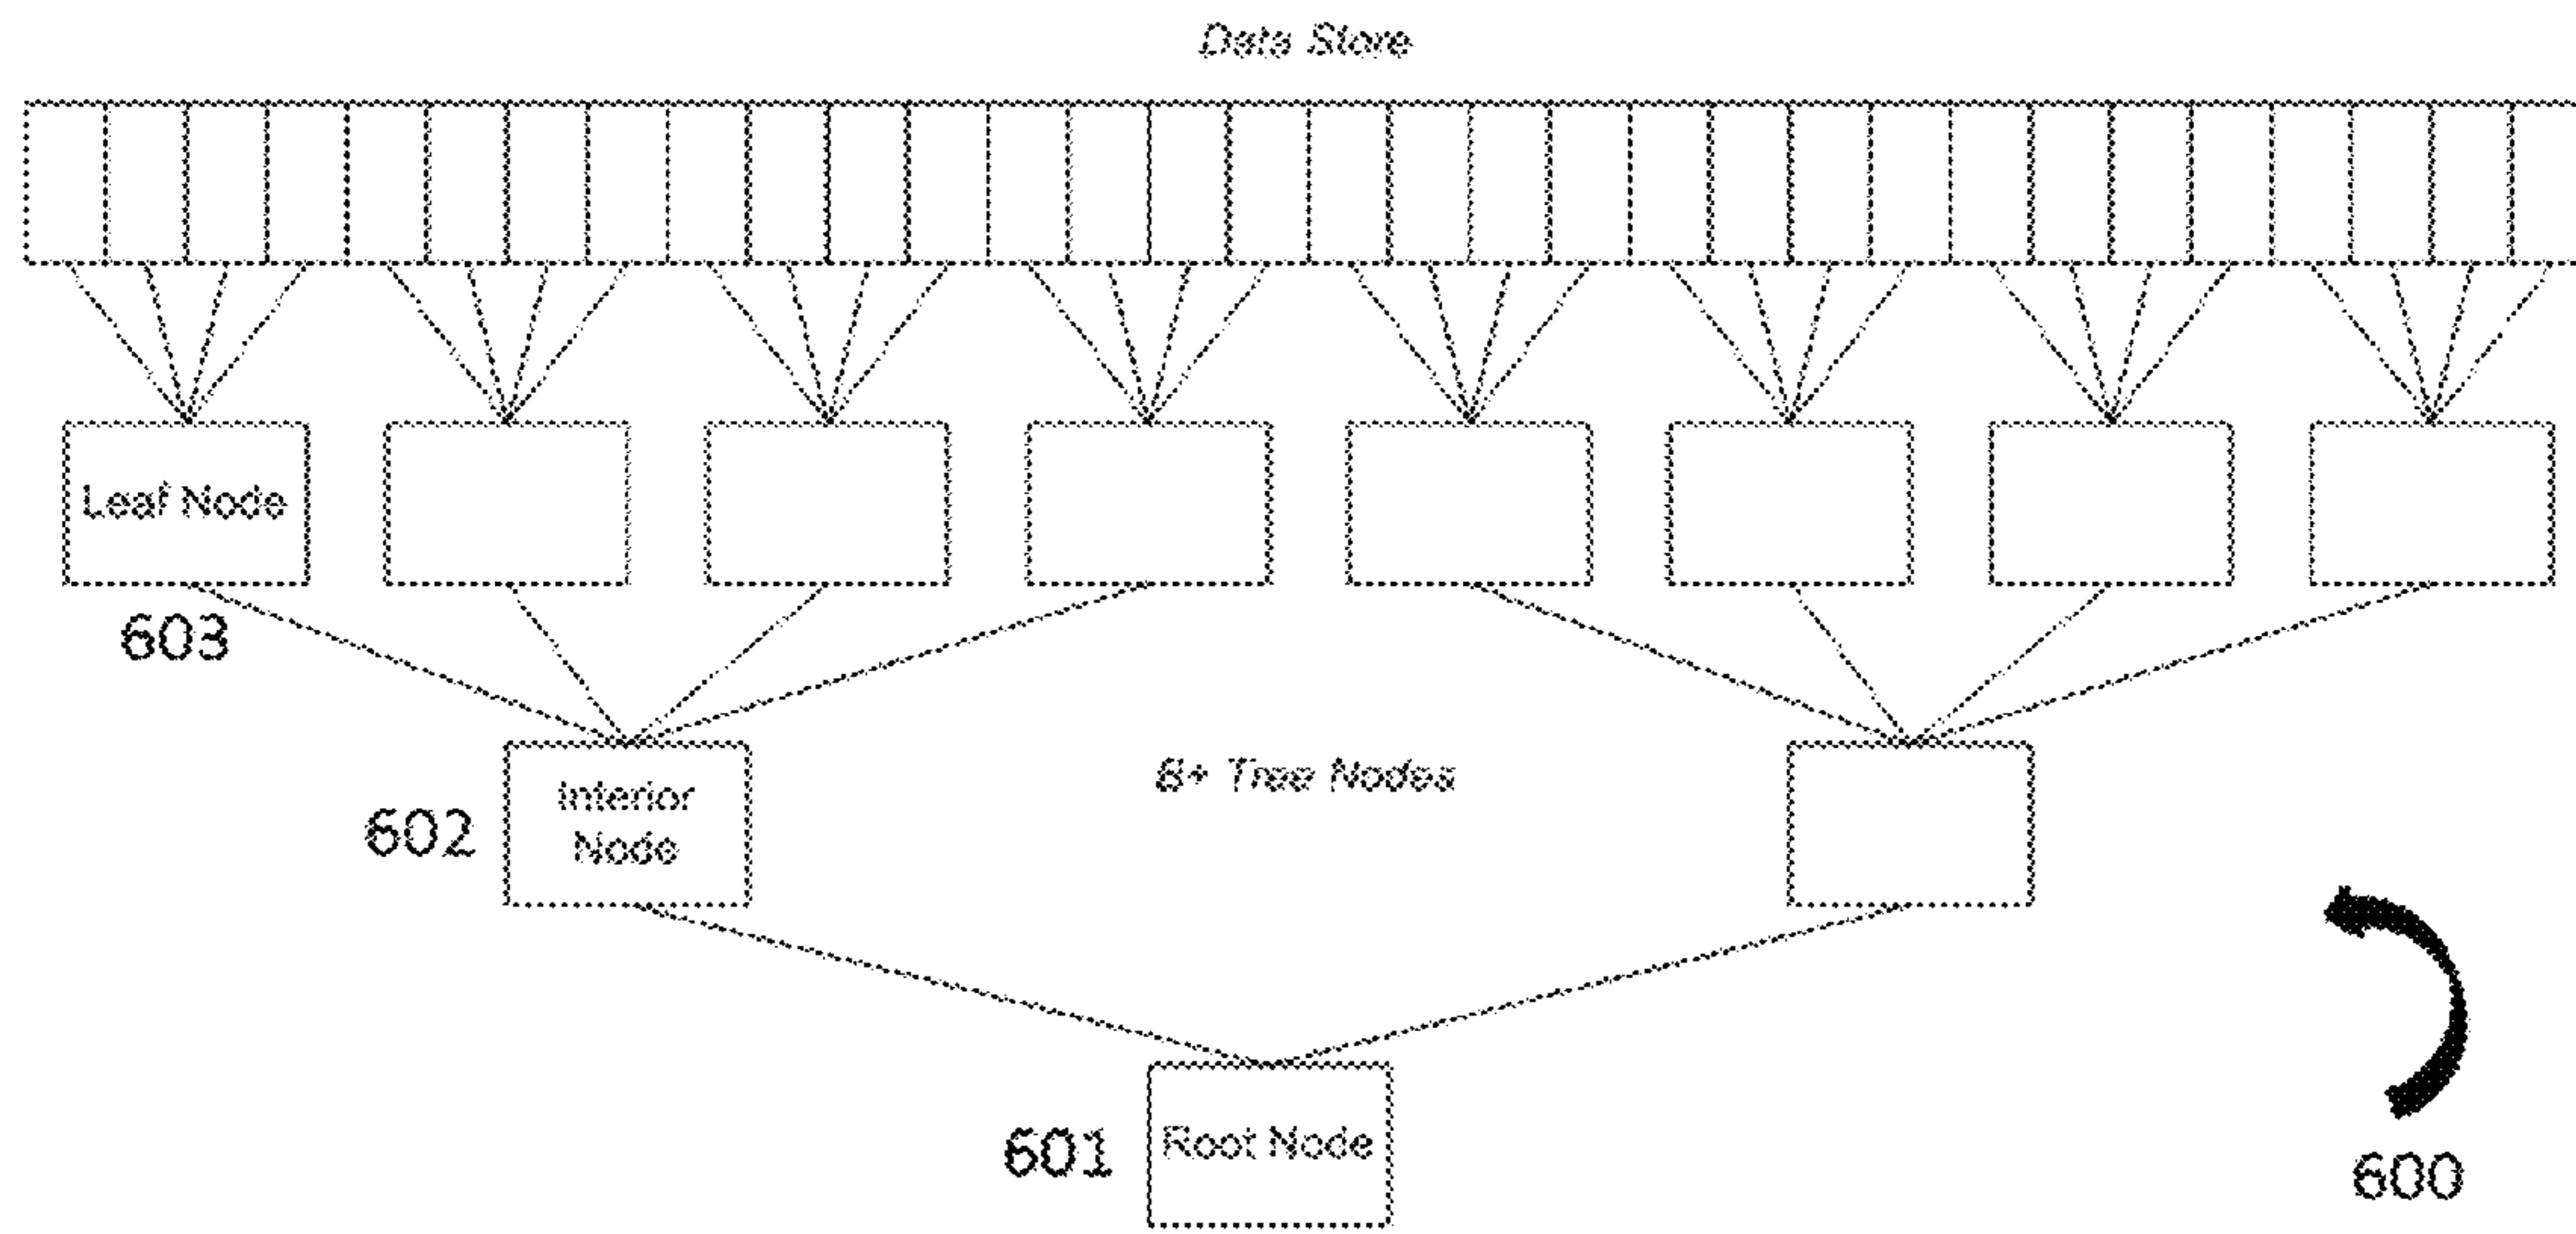 Data Store
Leaf Node
603
Interior
Node
602
B+ Tree Nodes
Root Node
601
600